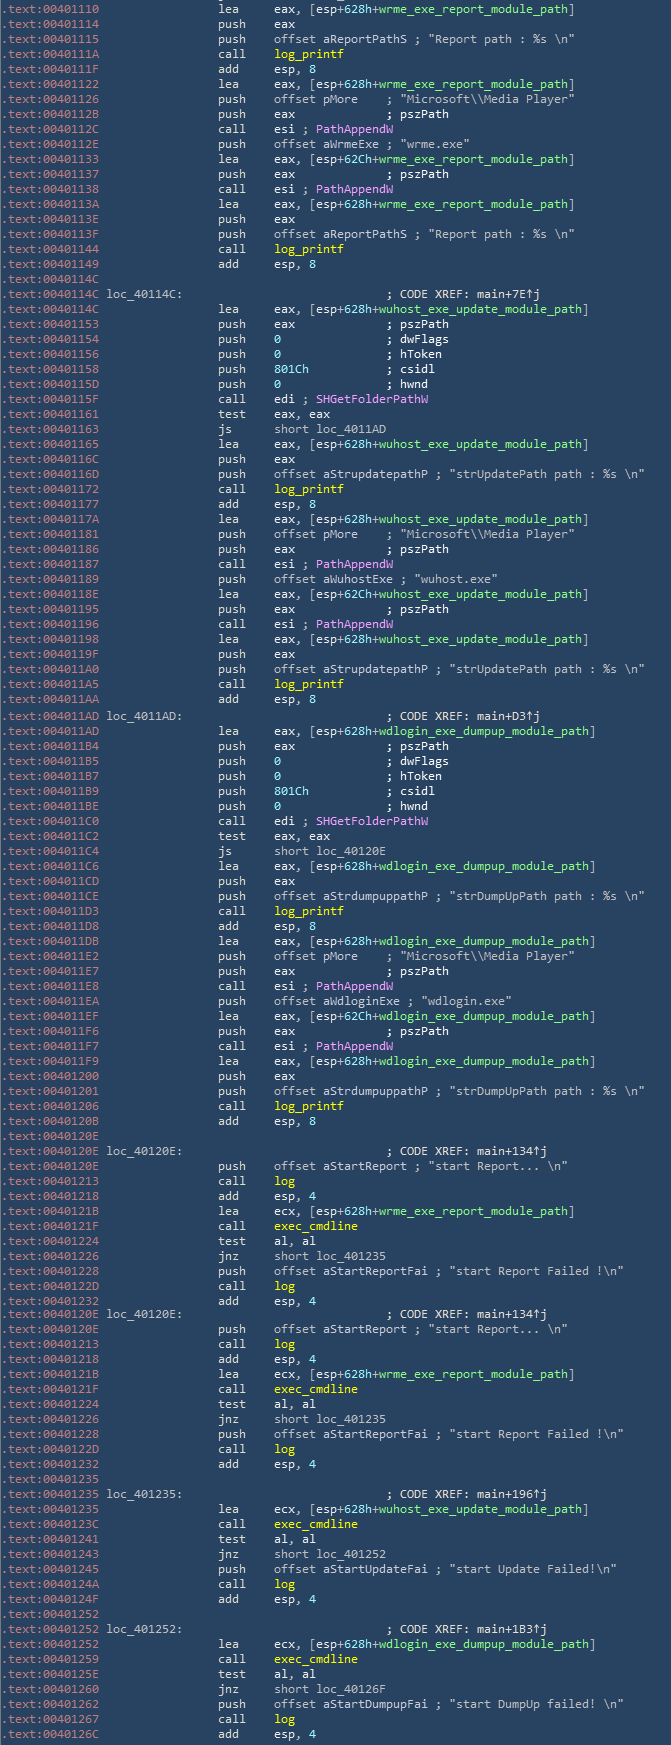 .text:00401110 lea eax, [esp+628h+wrme_exe_report_module_path]
.text:00401114 push eax
.text:00401115 push offset aReportPathS ; "Report path : %s \n"
.text:0040111A call log_printf
.text:0040111F add esp, 8
.text:00401122 lea eax, [esp+628h+wrme_exe_report_module_path]
.text:00401126 push offset pMore ; "Microsoft\\Media Player"
.text:0040112B push eax ; pszPath
.text:0040112C call esi ; PathAppendW
.text:0040112E push offset aWrmeExe ; "wrme.exe"
.text:00401133 lea eax, [esp+62Ch+wrme_exe_report_module_path]
.text:00401137 push eax ; pszPath
.text:00401138 call esi ; PathAppendW
.text:0040113A lea eax, [esp+628h+wrme_exe_report_module_path]
.text:0040113E push eax
.text:0040113F push offset aReportPathS ; "Report path : %s \n"
.text:00401144 call log_printf
.text:00401149 add esp, 8
.text:0040114C
.text:0040114C loc_40114C: ; CODE XREF: main+7E↑j
.text:0040114C lea eax, [esp+628h+wuhost_exe_update_module_path]
.text:00401153 push eax ; pszPath
.text:00401154 push 0 ; dwFlags
.text:00401156 push 0 ; hToken
.text:00401158 push 801Ch ; csidl
.text:0040115D push 0 ; hwnd
.text:0040115F call edi ; SHGetFolderPathW
.text:00401161 test eax, eax
.text:00401163 js short loc_4011AD
.text:00401165 lea eax, [esp+628h+wuhost_exe_update_module_path]
.text:0040116C push eax
.text:0040116D push offset aStrupdatepathP ; "strUpdatePath path : %s \n"
.text:00401172 call log_printf
.text:00401177 add esp, 8
.text:0040117A lea eax, [esp+628h+wuhost_exe_update_module_path]
.text:00401181 push offset pMore ; "Microsoft\\Media Player"
.text:00401186 push eax ; pszPath
.text:00401187 call esi ; PathAppendW
.text:00401189 push offset aWuhostExe ; "wuhost.exe"
.text:0040118E lea eax, [esp+62Ch+wuhost_exe_update_module_path]
.text:00401195 push eax ; pszPath
.text:00401196 call esi ; PathAppendW
.text:00401198 lea eax, [esp+628h+wuhost_exe_update_module_path]
.text:0040119F push eax
.text:004011A0 push offset aStrupdatepathP ; "strUpdatePath path : %s \n"
.text:004011A5 call log_printf
.text:004011AA add esp, 8
.text:004011AD loc_4011AD: ; CODE XREF: main+D3↑j
.text:004011AD lea eax, [esp+628h+wdlogin_exe_dumpup_module_path]
.text:004011B4 push eax ; pszPath
.text:004011B5 push 0 ; dwFlags
.text:004011B7 push 0 ; hToken
.text:004011B9 push 801Ch ; csidl
.text:004011BE push 0 ; hwnd
.text:004011C0 call edi ; SHGetFolderPathW
.text:004011C2 test eax, eax
.text:004011C4 js short loc_40120E
.text:004011C6 lea eax, [esp+628h+wdlogin_exe_dumpup_module_path]
.text:004011CD push eax
.text:004011CE push offset aStrdumpuppathP ; "strDumpUpPath path : %s \n"
.text:004011D3 call log_printf
.text:004011D8 add esp, 8
.text:004011DB lea eax, [esp+628h+wdlogin_exe_dumpup_module_path]
.text:004011E2 push offset pMore ; "Microsoft\\Media Player"
.text:004011E7 push eax ; pszPath
.text:004011E8 call esi ; PathAppendW
.text:004011EA push offset aWdloginExe ; "wdlogin.exe"
.text:004011EF lea eax, [esp+62Ch+wdlogin_exe_dumpup_module_path]
.text:004011F6 push eax ; pszPath
.text:004011F7 call esi ; PathAppendW
.text:004011F9 lea eax, [esp+628h+wdlogin_exe_dumpup_module_path]
.text:00401200 push eax
.text:00401201 push offset aStrdumpuppathP ; "strDumpUpPath path : %s \n"
.text:00401206 call log_printf
.text:0040120B add esp, 8
.text:0040120E
.text:0040120E loc_40120E: ; CODE XREF: main+134↑j
.text:0040120E push offset aStartReport ; "start Report... \n"
.text:00401213 call log
.text:00401218 add esp, 4
.text:0040121B lea ecx, [esp+628h+wrme_exe_report_module_path]
.text:0040121F call exec_cmdline
.text:00401224 test al, al
.text:00401226 jnz short loc_401235
.text:00401228 push offset aStartReportFai ; "start Report Failed !\n"
.text:0040122D call log
.text:00401232 add esp, 4
.text:0040120E loc_40120E: ; CODE XREF: main+134↑j
.text:0040120E push offset aStartReport ; "start Report... \n"
.text:00401213 call log
.text:00401218 add esp, 4
.text:0040121B lea ecx, [esp+628h+wrme_exe_report_module_path]
.text:0040121F call exec_cmdline
.text:00401224 test al, al
.text:00401226 jnz short loc_401235
.text:00401228 push offset aStartReportFai ; "start Report Failed !\n"
.text:0040122D call log
.text:00401232 add esp, 4
.text:00401235
.text:00401235 loc_401235: ; CODE XREF: main+196↑j
.text:00401235 lea ecx, [esp+628h+wuhost_exe_update_module_path]
.text:0040123C call exec_cmdline
.text:00401241 test al, al
.text:00401243 jnz short loc_401252
.text:00401245 push offset aStartUpdateFai ; "start Update Failed!\n"
.text:0040124A call log
.text:0040124F add esp, 4
.text:00401252
.text:00401252 loc_401252: ; CODE XREF: main+1B3↑j
.text:00401252 lea ecx, [esp+628h+wdlogin_exe_dumpup_module_path]
.text:00401259 call exec_cmdline
.text:0040125E test al, al
.text:00401260 jnz short loc_40126F
.text:00401262 push offset aStartDumpupFai ; "start DumpUp failed! \n"
.text:00401267 call log
.text:0040126C add esp, 4